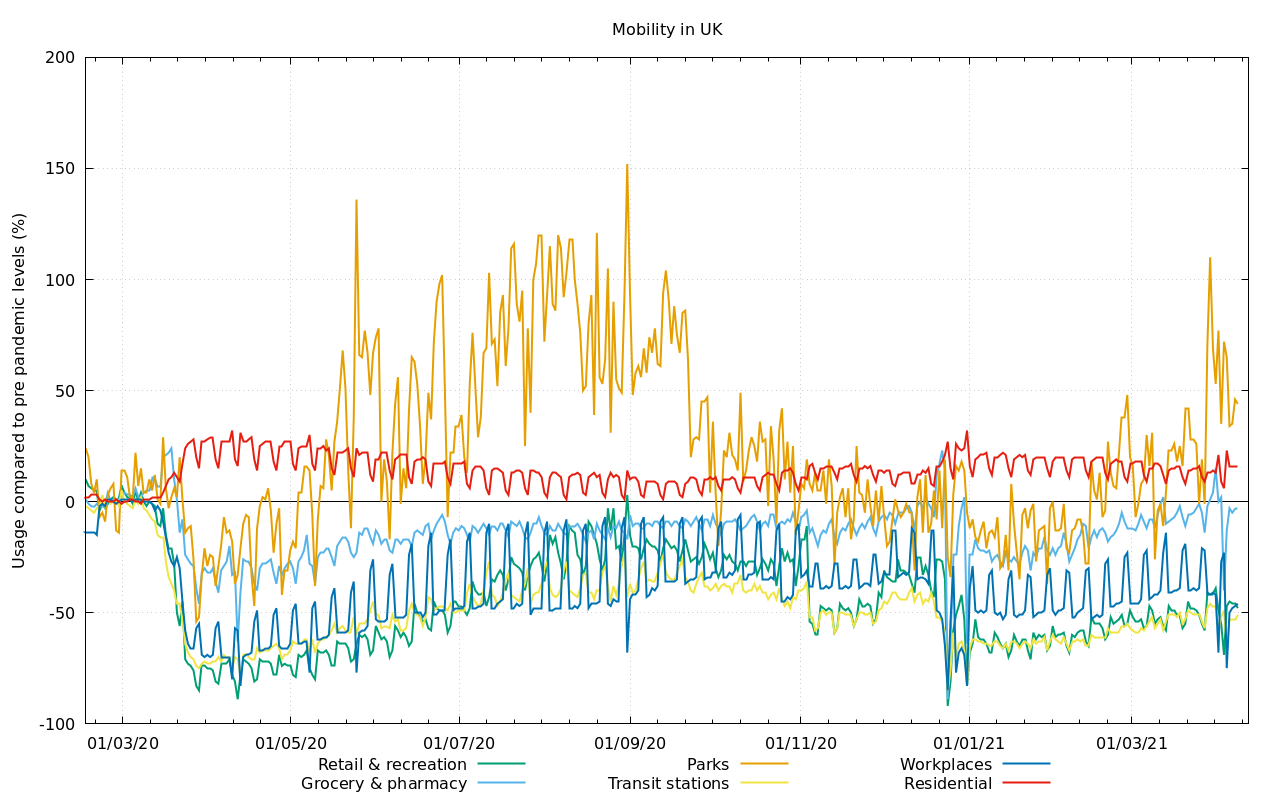 Mobility in UK
Usage compared to pre pandemic levels (%)
200
150
100
50
0
-50
-100
01/03/20 01/05/20 01/07/20 01/09/20 01/11/20 01/01/21 01/03/21
Retail & recreation Parks Workplaces
Grocery & pharmacy Transit stations Residential